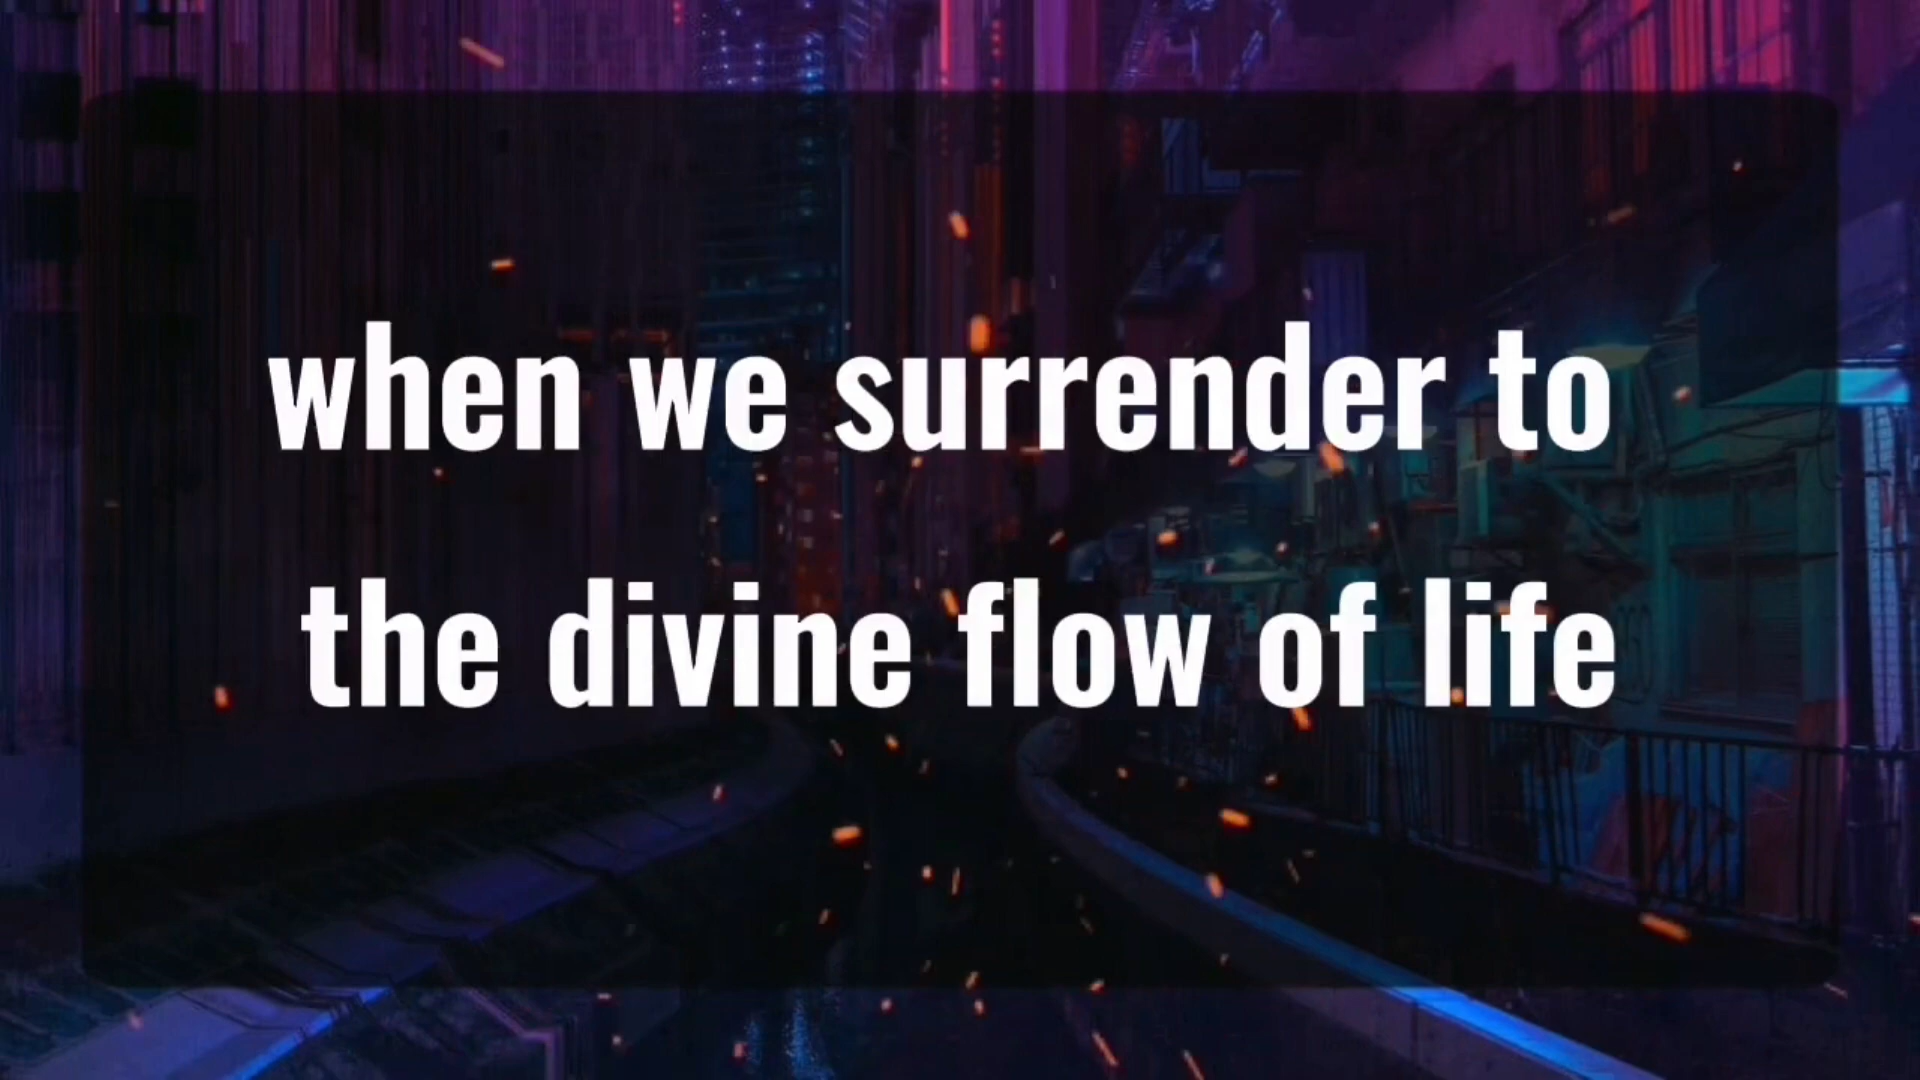 when we surrender to
the divine flow of life